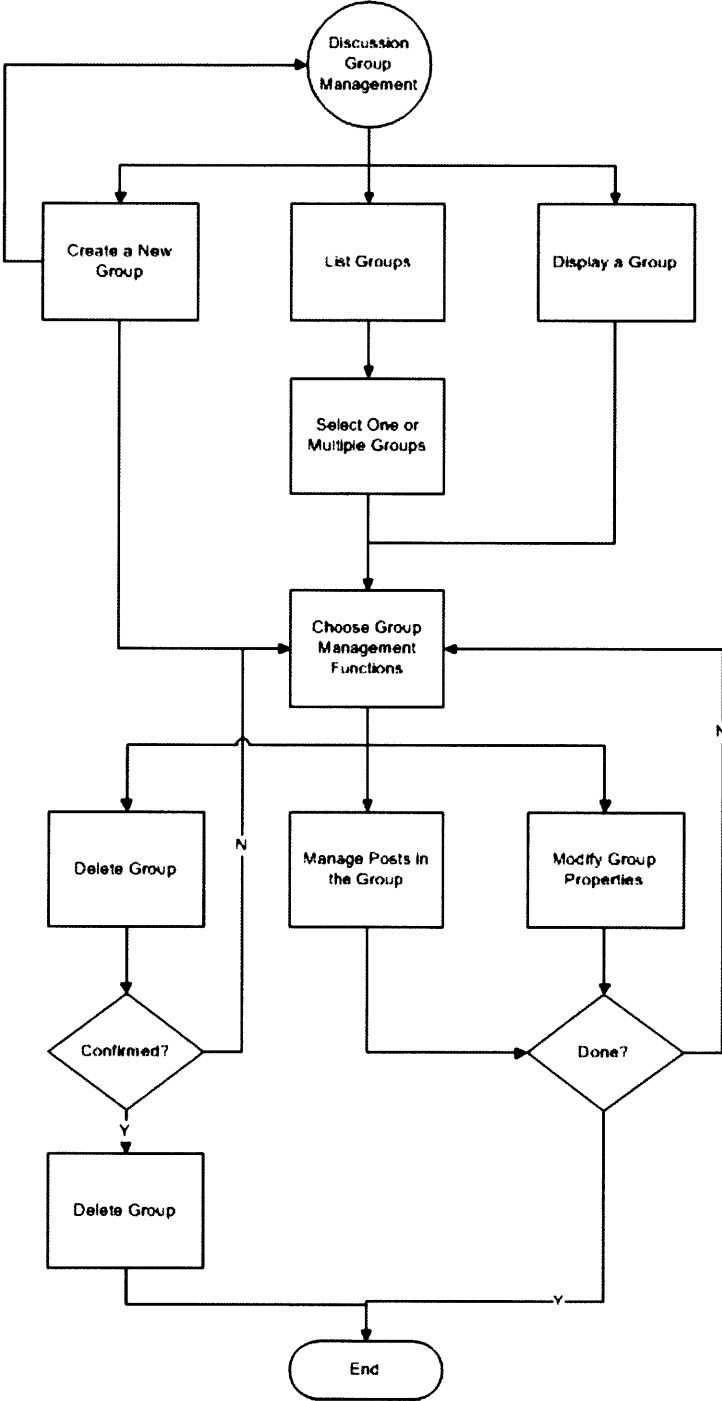 Discussion
Group
Management
Create a New
Group
List Groups
Display a Group
Select One or
Multiple Groups
Choose Group
Management
Functions
N
N
Delete Group
Manage Posts in
the Group
Modify Group
Properties
Confirmed?
Done?
Y
Delete Group
Y
End